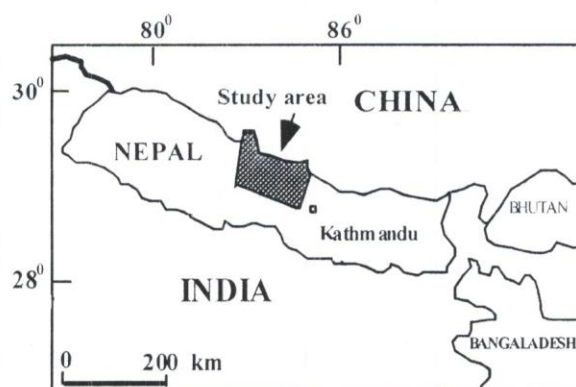 80⁰ 86⁰
30⁰
Study area
CHINA
NEPAL
BHUTAN
Kathmandu
28⁰
INDIA
BANGALADESH
0 200 km